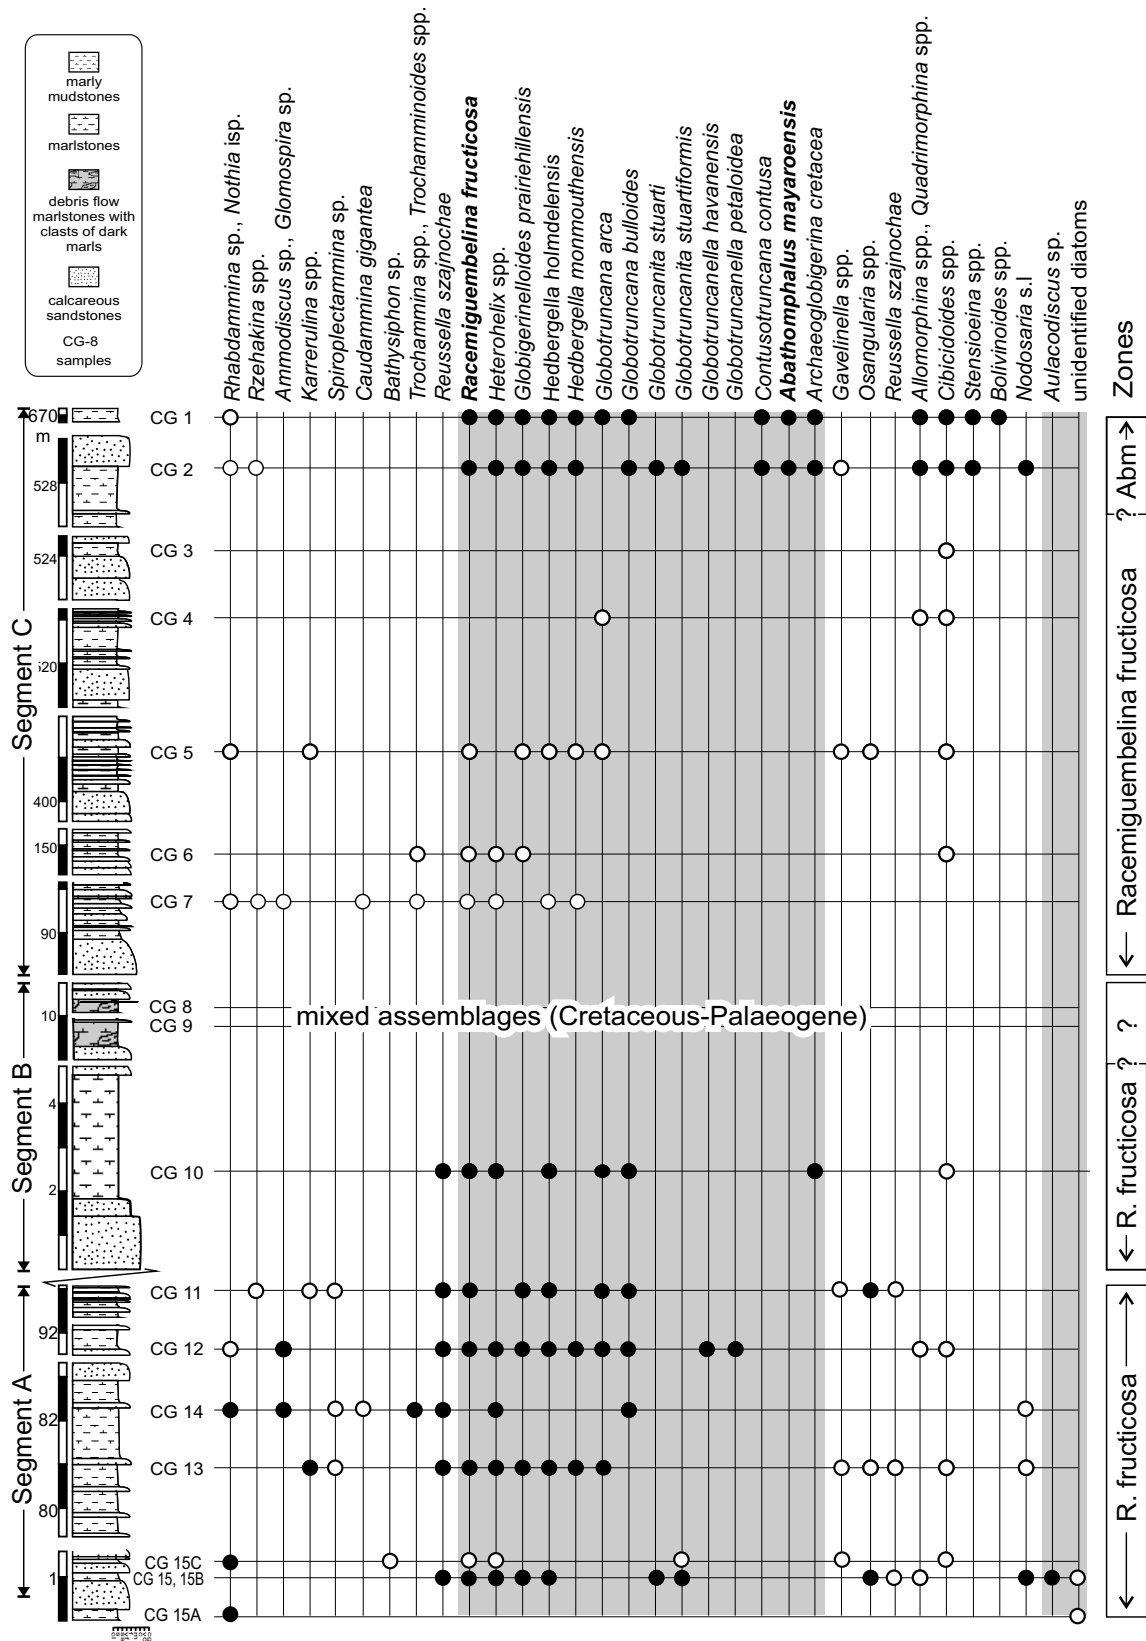 marly
mudstones
marlstones
debris flow
marlstones with
clasts of dark
marls
calcareous
sandstones
CG-8
samples
Rhabdammina sp., Nothia isp.
Rzehakina spp.
Ammodiscus sp., Glomospira sp.
Karrerulina spp.
Spiroplectammina sp.
Caudammina gigantea
Bathysiphon sp.
Trochammina spp., Trochamminoides spp.
Reussella szajnochae
Racemiguembelina fructicosa
Heterohelix spp.
Globigerinelloides prairiehillensis
Hedbergella holmdelensis
Hedbergella monmouthensis
Globotruncana arca
Globotruncana bulloides
Globotruncanita stuarti
Globotruncanita stuartiformis
Globotruncanella havanensis
Globotruncanella petaloidea
Contusotruncana contusa
Abathomphalus mayaroensis
Archaeoglobigerina cretacea
Gavelinella spp.
Osangularia spp.
Reussella szajnochae
Allomorphina spp., Quadrimorphina spp.
Cibicidoides spp.
Stensioeina spp.
Bolivinoides spp.
Nodosaria s.l
Aulacodiscus sp.
unidentified diatoms
Zones
670
m
528
524
520
400
150
90
10
4
2
92
82
80
1
Segment C
Segment B
Segment A
CG 1
CG 2
CG 3
CG 4
CG 5
CG 6
CG 7
CG 8
CG 9
mixed assemblages (Cretaceous-Palaeogene)
CG 10
CG 11
CG 12
CG 14
CG 13
CG 15C
CG 15, 15B
CG 15A
? Abm
Racemiguembelina fructicosa
?
?
R. fructicosa
R. fructicosa